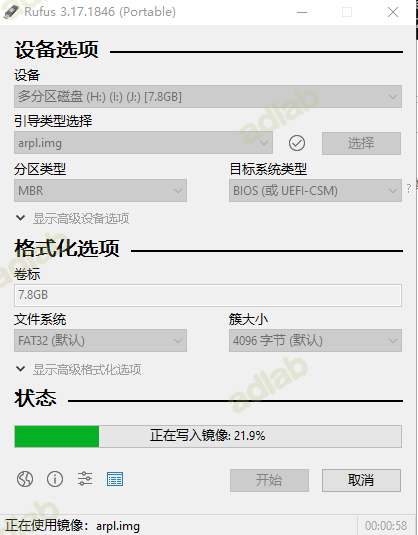 Rufus 3.17.1846 (Portable)
设备选项
设备
多分区磁盘 (H:) (I:) (J:) [7.8GB]
引导类型选择
arpl.img
选择
分区类型
目标系统类型
MBR
BIOS (或 UEFI-CSM)
?
显示高级设备选项
格式化选项
卷标
7.8GB
文件系统
簇大小
FAT32 (默认)
4096 字节 (默认)
显示高级格式化选项
状态
正在写入镜像: 21.9%
开始
取消
正在使用镜像： arpl.img
00:00:58
adlab
adlab
adlab
adlab